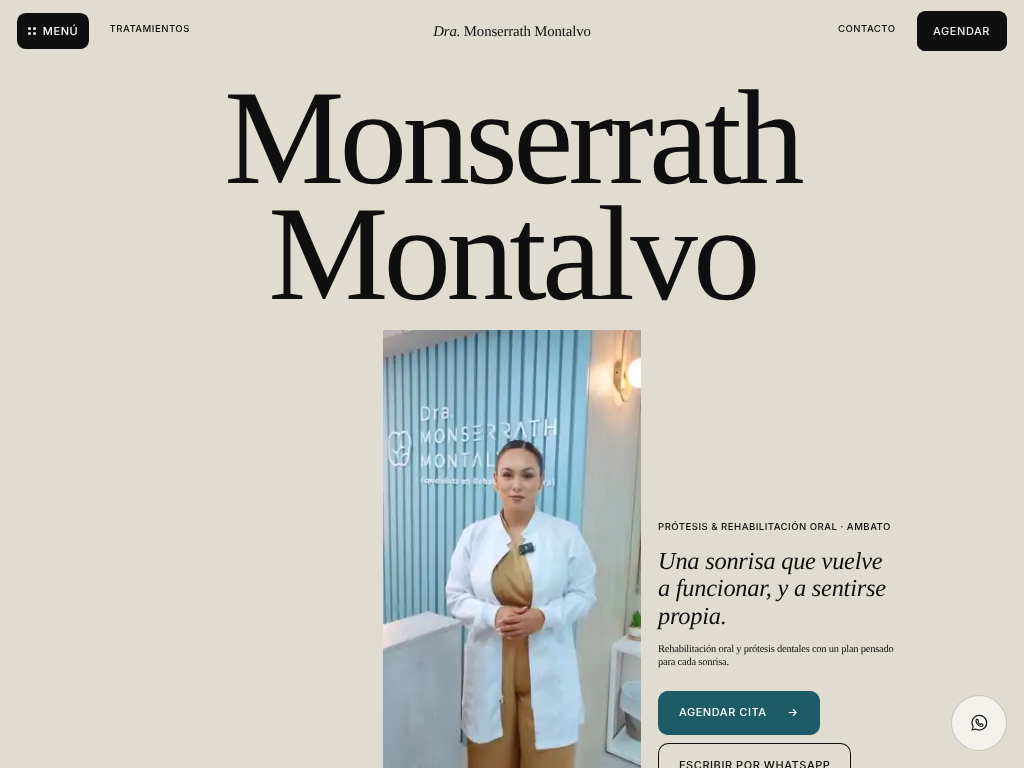 MENÚ
TRATAMIENTOS
Dra. Monserrath Montalvo
CONTACTO
AGENDAR
Monserrath
Montalvo
Dra.
MONSERRATH
MONTAL
PRÓTESIS & REHABILITACIÓN ORAL · AMBATO
Una sonrisa que vuelve
a funcionar, y a sentirse
propia.
Rehabilitación oral y prótesis dentales con un plan pensado
para cada sonrisa.
AGENDAR CITA →
ESCRIBIR POR WHATSAPP